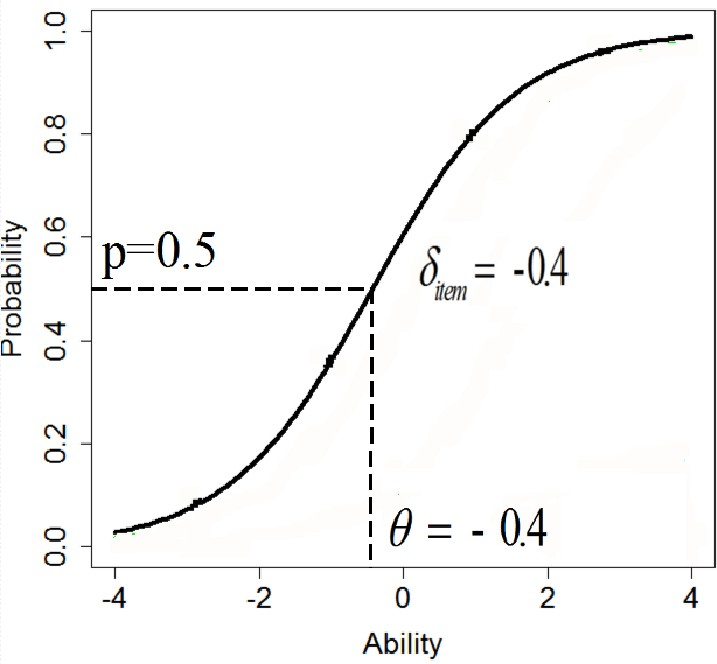 1.0
0.8
0.6
0.4
0.2
0.0
Probability
p=0.5
δitem = -0.4
θ = - 0.4
-4 -2 0 2 4
Ability